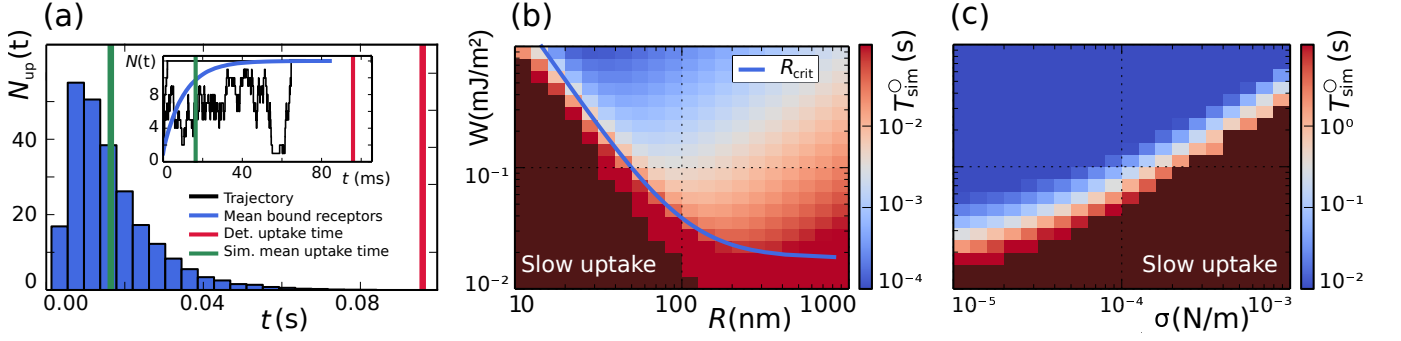 (a)
N_up(t)
60
40
20
0
0.00
0.04
0.08
t (s)
N(t)
12
8
4
0
0
40
80
t (ms)
Trajectory
Mean bound receptors
Det. uptake time
Sim. mean uptake time
(b)
W(mJ/m²)
10⁻¹
10⁻²
10
100
1000
R(nm)
R_crit
Slow uptake
T^○_sim (s)
10⁻²
10⁻³
10⁻⁴
(c)
Slow uptake
10⁻⁵
10⁻⁴
10⁻³
σ(N/m)
T^○_sim (s)
10⁰
10⁻¹
10⁻²